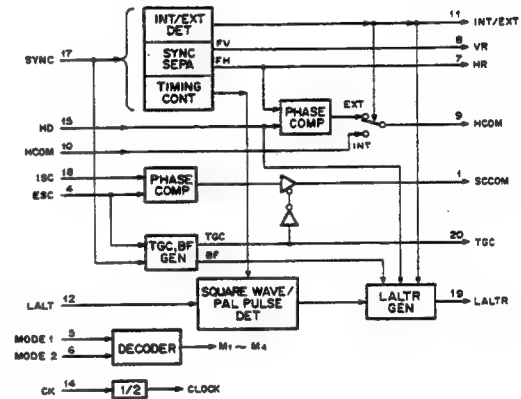 INT/EXT
DET
SYNC
SEPA
TIMING
CONT
11
INT/EXT
FV
8
VR
FH
7
HR
SYNC
17
PHASE
COMP
EXT
INT
9
HCOM
HD
15
HCOM
10
ISC
18
ESC
4
PHASE
COMP
1
SCCOM
TGC, BF
GEN
TGC
BF
20
TGC
LALT
12
SQUARE WAVE/
PAL PULSE
DET
LALTR
GEN
19
LALTR
MODE 1
5
MODE 2
6
DECODER
M1 ~ M4
CK
14
1/2
CLOCK